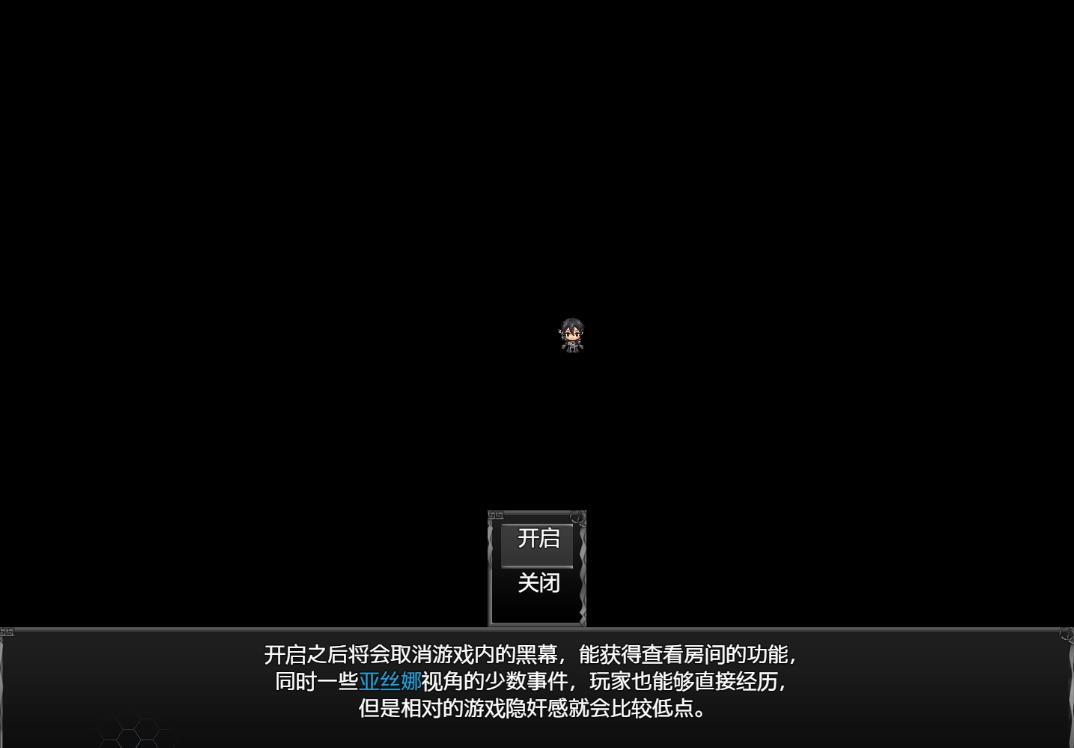 开启
关闭
开启之后将会取消游戏内的黑幕，能获得查看房间的功能，
同时一些亚丝娜视角的少数事件，玩家也能够直接经历，
但是相对的游戏隐奸感就会比较低点。